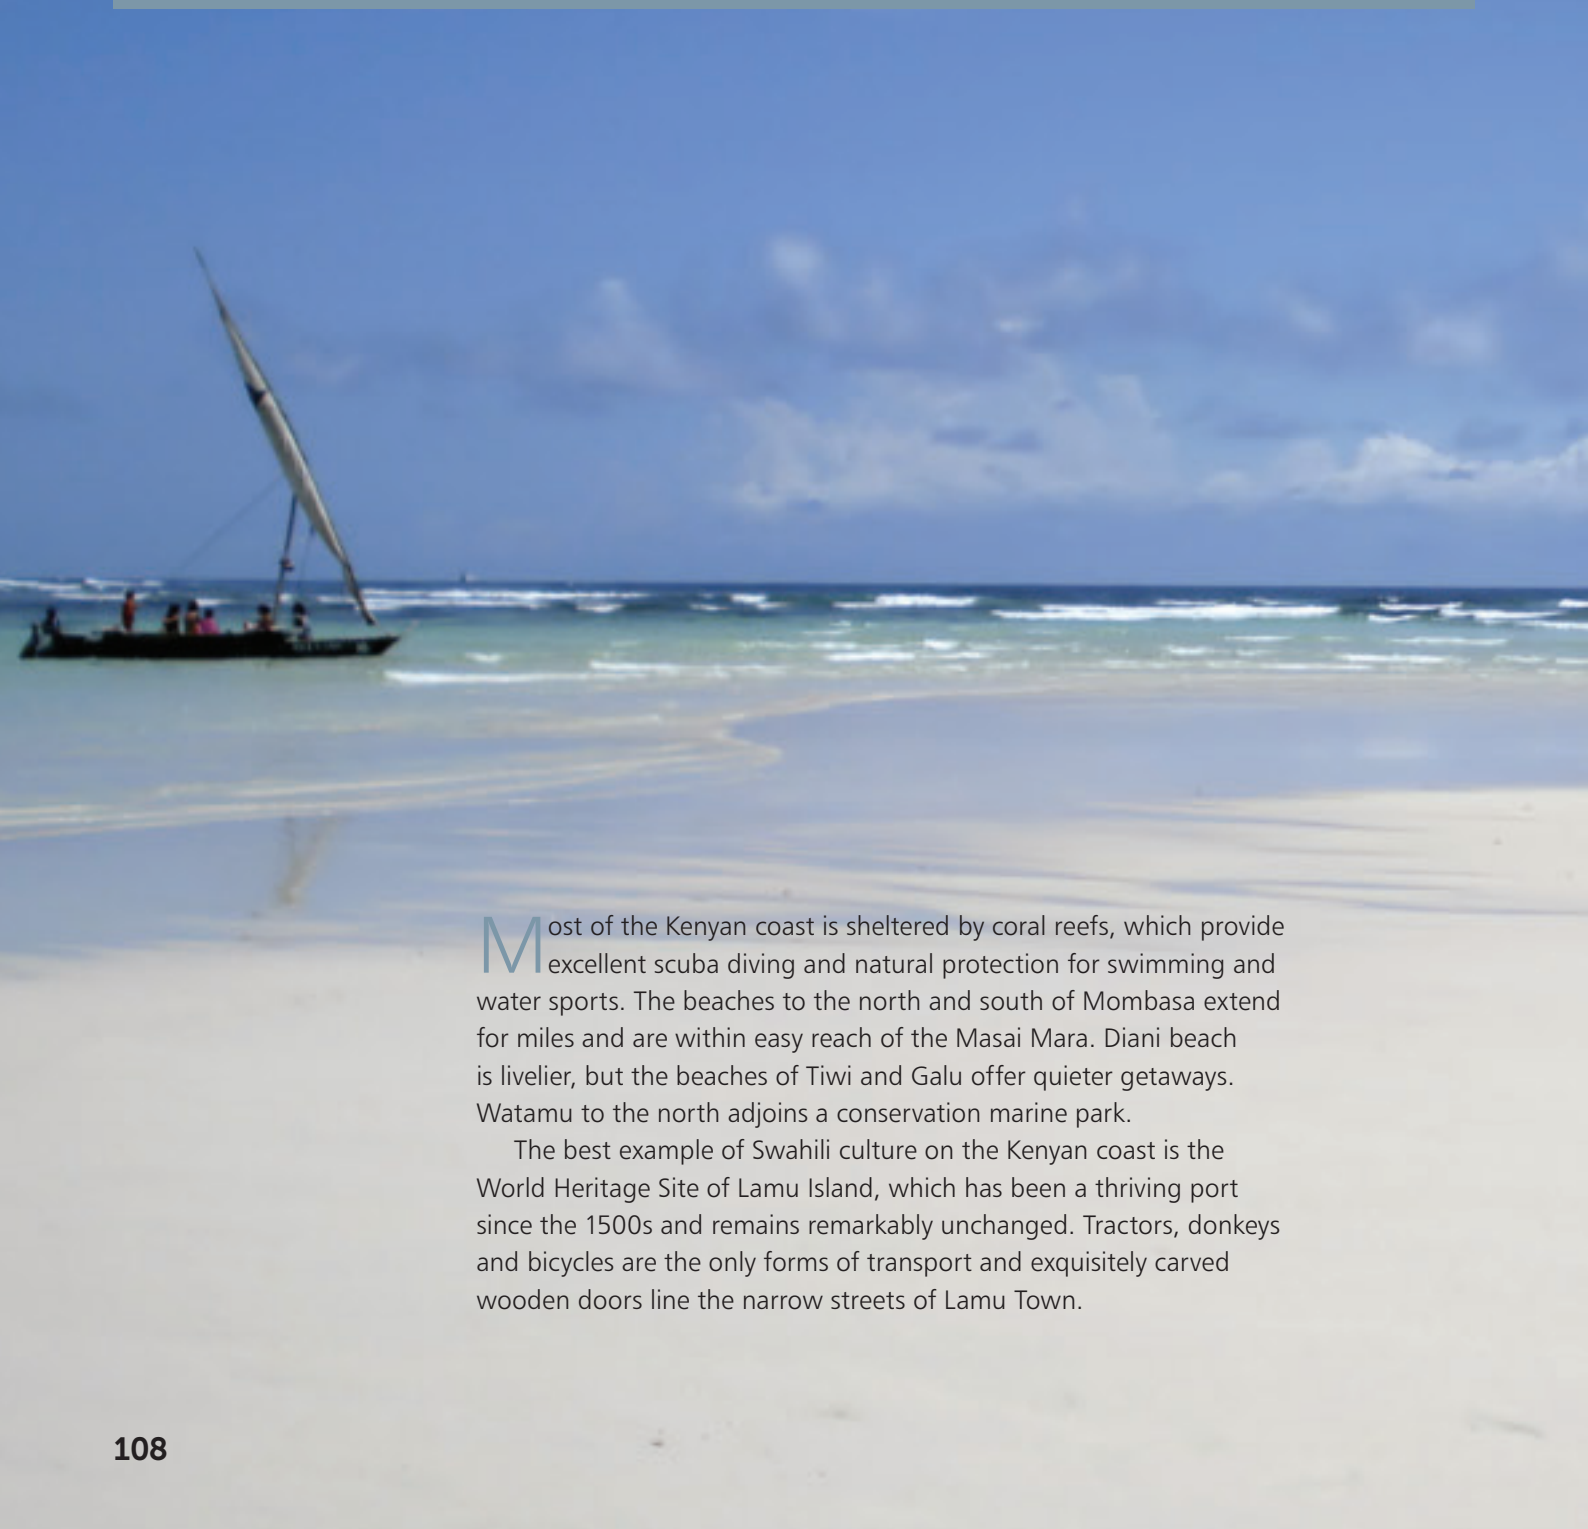 Most of the Kenyan coast is sheltered by coral reefs, which provide
excellent scuba diving and natural protection for swimming and
water sports. The beaches to the north and south of Mombasa extend
for miles and are within easy reach of the Masai Mara. Diani beach
is livelier, but the beaches of Tiwi and Galu offer quieter getaways.
Watamu to the north adjoins a conservation marine park.
The best example of Swahili culture on the Kenyan coast is the
World Heritage Site of Lamu Island, which has been a thriving port
since the 1500s and remains remarkably unchanged. Tractors, donkeys
and bicycles are the only forms of transport and exquisitely carved
wooden doors line the narrow streets of Lamu Town.
108